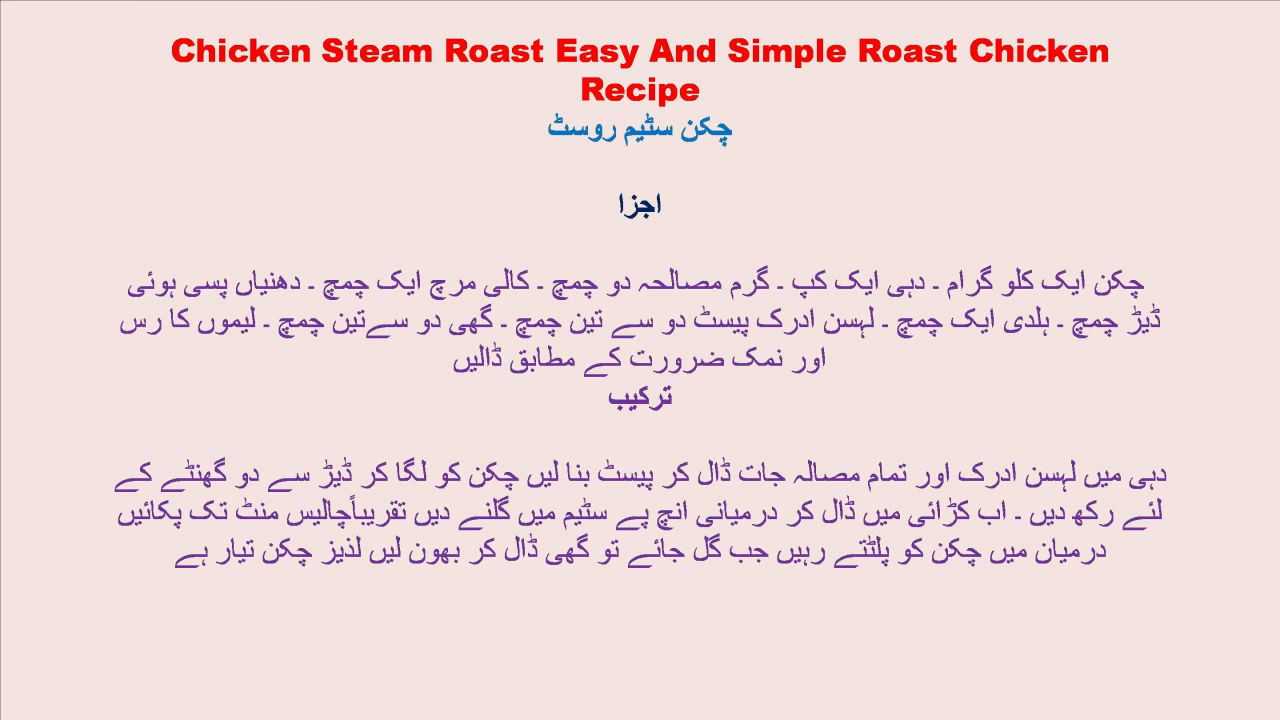 Chicken Steam Roast Easy And Simple Roast Chicken
Recipe
چکن سٹیم روسٹ
اجزا
چکن ایک کلو گرام ۔ دہی ایک کپ ۔ گرم مصالحہ دو چمچ ۔ کالی مرچ ایک چمچ ۔ دھنیاں پسی ہوئی
ڈیڑ چمچ ۔ ہلدی ایک چمچ ۔ لہسن ادرک پیسٹ دو سے تین چمچ ۔ گھی دو سےتین چمچ ۔ لیموں کا رس
اور نمک ضرورت کے مطابق ڈالیں
ترکیب
دہی میں لہسن ادرک اور تمام مصالہ جات ڈال کر پیسٹ بنا لیں چکن کو لگا کر ڈیڑ سے دو گھنٹے کے
لئے رکھ دیں ۔ اب کڑائی میں ڈال کر درمیانی انچ پے سٹیم میں گلنے دیں تقریباًچالیس منٹ تک پکائیں
درمیان میں چکن کو پلٹتے رہیں جب گل جائے تو گھی ڈال کر بھون لیں لذیز چکن تیار ہے